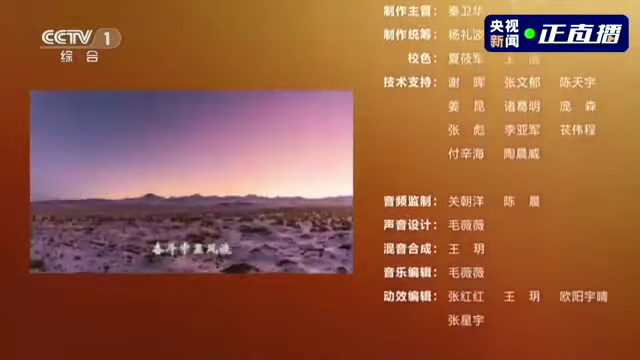 CCTV 1
综合
央视
新闻
正直播
制作主管： 秦卫华
制作统筹： 杨礼波
校色： 夏筱军 王
技术支持： 谢晖 张文郁 陈天宇
姜昆 诸葛明 庞森
张彪 李亚军 苌伟程
付辛海 陶晨威
音频监制： 关朝洋 陈晨
声音设计： 毛薇薇
混音合成： 王玥
音乐编辑： 毛薇薇
动效编辑： 张红红 王玥 欧阳宇晴
张星宇